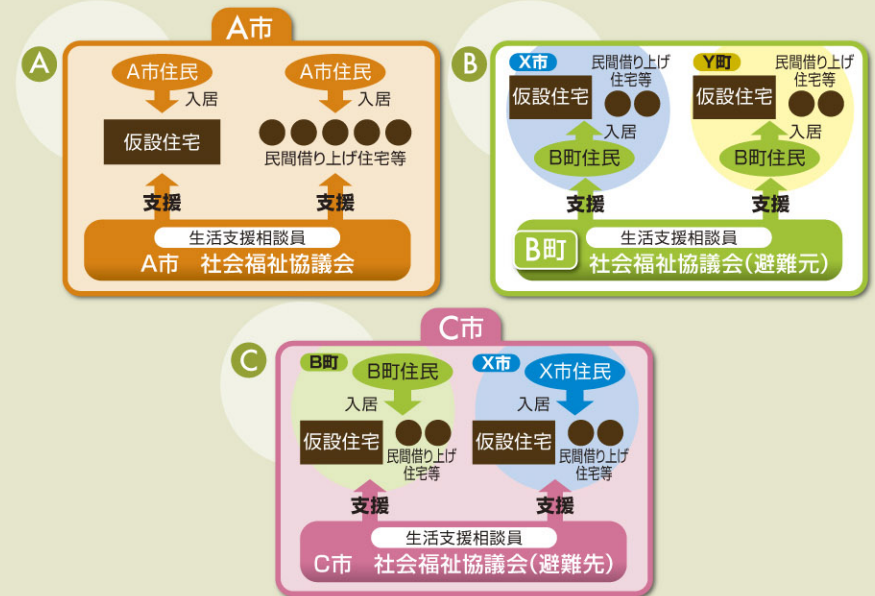 A市
A
A市住民
入居
仮設住宅
A市住民
入居
民間借り上げ住宅等
支援
支援
生活支援相談員
A市 社会福祉協議会
B
X市
民間借り上げ
住宅等
仮設住宅
入居
B町住民
Y町
民間借り上げ
住宅等
仮設住宅
入居
B町住民
支援
支援
生活支援相談員
B町
社会福祉協議会(避難元)
C市
C
B町
B町住民
入居
仮設住宅
民間借り上げ
住宅等
X市
X市住民
入居
仮設住宅
民間借り上げ
住宅等
支援
支援
生活支援相談員
C市 社会福祉協議会(避難先)